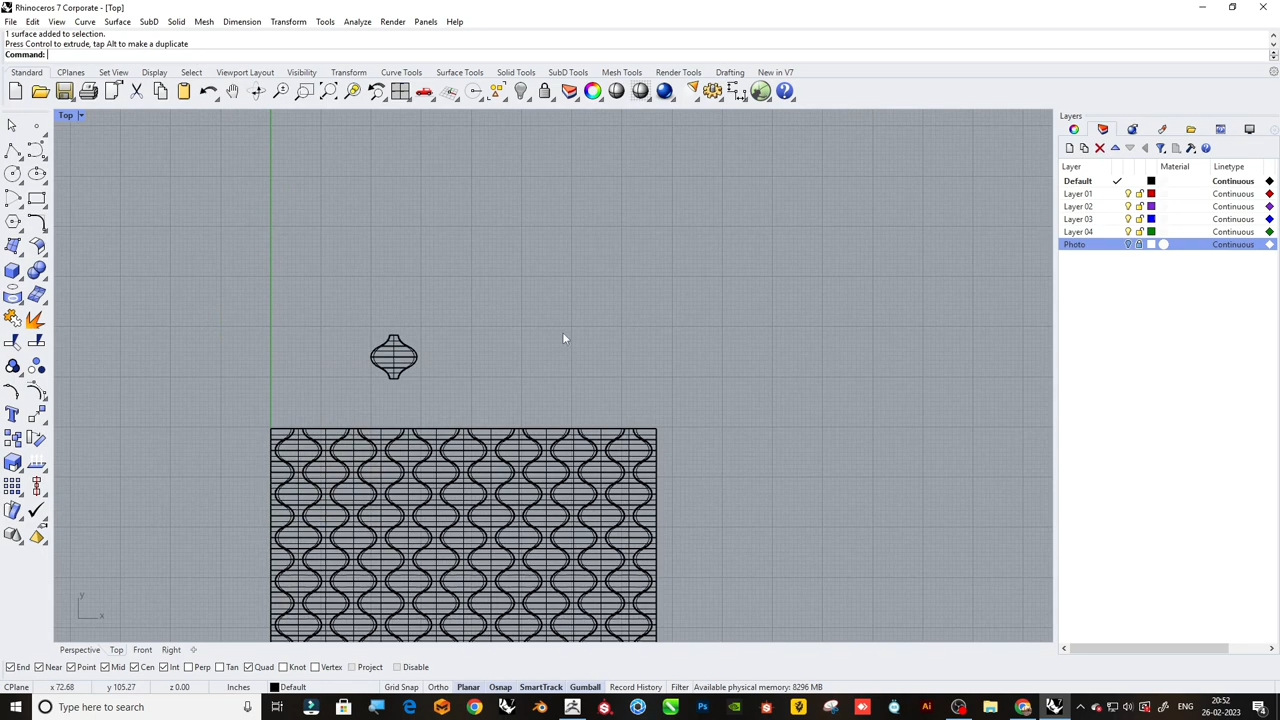 Rhinoceros 7 Corporate - [Top]
File Edit View Curve Surface SubD Solid Mesh Dimension Transform Tools Analyze Render Panels Help
1 surface added to selection.
Press Control to extrude, tap Alt to make a duplicate
Command:
Standard CPlanes Set View Display Select Viewport Layout Visibility Transform Curve Tools Surface Tools Solid Tools SubD Tools Mesh Tools Render Tools Drafting New in V7
Top
Layers
Layer Material Linetype
Default Continuous
Layer 01 Continuous
Layer 02 Continuous
Layer 03 Continuous
Layer 04 Continuous
Photo Continuous
y
x
Perspective Top Front Right
End Near Point Mid Cen Int Perp Tan Quad Knot Vertex Project Disable
CPlane x 72.68 y 105.27 z 0.00 Inches Default Grid Snap Ortho Planar Osnap SmartTrack Gumball Record History Filter Available physical memory: 8296 MB
Type here to search
Ps
Ai
ENG
20:52
26-02-2023